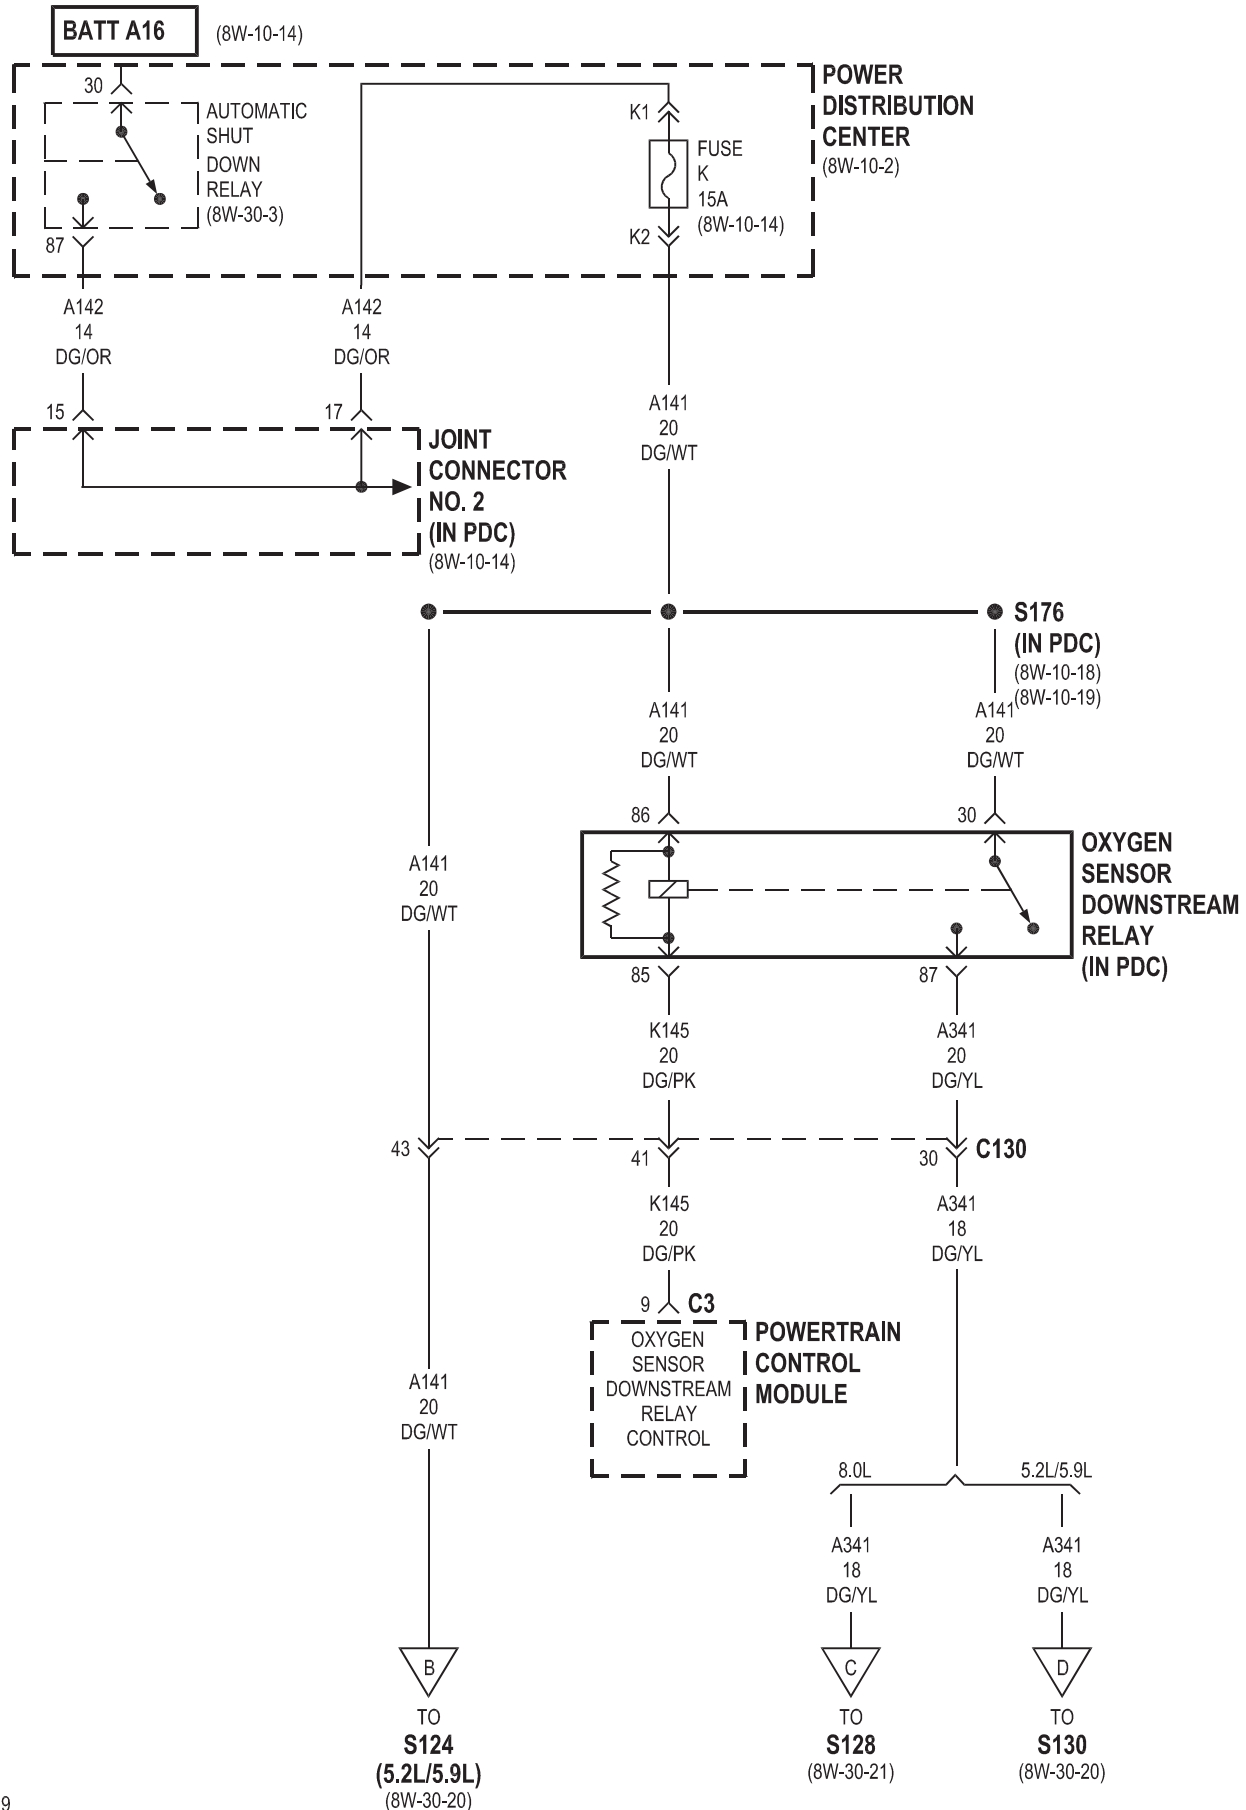 BATT A16
(8W-10-14)
30
AUTOMATIC
SHUT
DOWN
RELAY
(8W-30-3)
87
K1
FUSE
K
15A
(8W-10-14)
K2
POWER
DISTRIBUTION
CENTER
(8W-10-2)
A142
14
DG/OR
A142
14
DG/OR
15
17
JOINT
CONNECTOR
NO. 2
(IN PDC)
(8W-10-14)
A141
20
DG/WT
S176
(IN PDC)
(8W-10-18)
(8W-10-19)
A141
20
DG/WT
A141
20
DG/WT
86
30
A141
20
DG/WT
OXYGEN
SENSOR
DOWNSTREAM
RELAY
(IN PDC)
85
87
K145
20
DG/PK
A341
20
DG/YL
43
41
30
C130
K145
20
DG/PK
A341
18
DG/YL
9
C3
OXYGEN
SENSOR
DOWNSTREAM
RELAY
CONTROL
POWERTRAIN
CONTROL
MODULE
A141
20
DG/WT
8.0L
5.2L/5.9L
A341
18
DG/YL
A341
18
DG/YL
B
C
D
TO
S124
(5.2L/5.9L)
(8W-30-20)
TO
S128
(8W-30-21)
TO
S130
(8W-30-20)
9